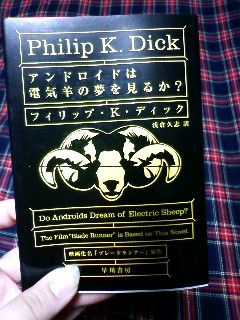 Philip K. Dick
アンドロイドは
電気羊の夢を見るか?
フィリップ・K・ディック
浅倉久志 訳
Do Androids Dream of Electric Sheep?
The Film "Blade Runner" is Based on This Novel.
映画化名「ブレードランナー」原作
早川書房